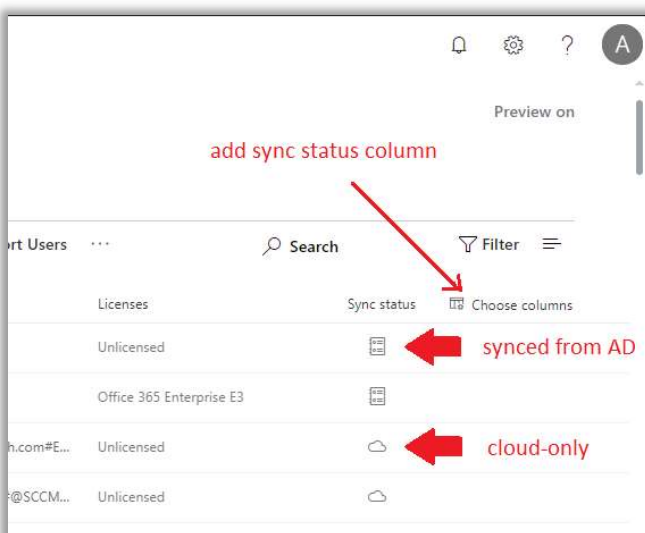 A
Preview on
add sync status column
ort Users ...
Search
Filter
Licenses
Sync status
Choose columns
Unlicensed
synced from AD
Office 365 Enterprise E3
h.com#E...
Unlicensed
cloud-only
#@SCCM...
Unlicensed